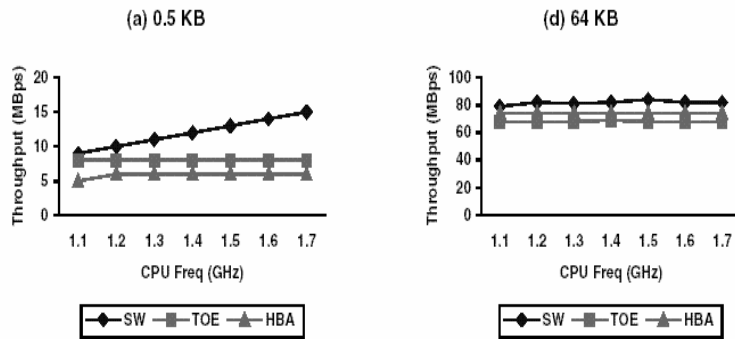 (a) 0.5 KB
Throughput (MBps)
20
15
10
5
0
1.1 1.2 1.3 1.4 1.5 1.6 1.7
CPU Freq (GHz)
SW TOE HBA
(d) 64 KB
Throughput (MBps)
100
80
60
40
20
0
1.1 1.2 1.3 1.4 1.5 1.6 1.7
CPU Freq (GHz)
SW TOE HBA